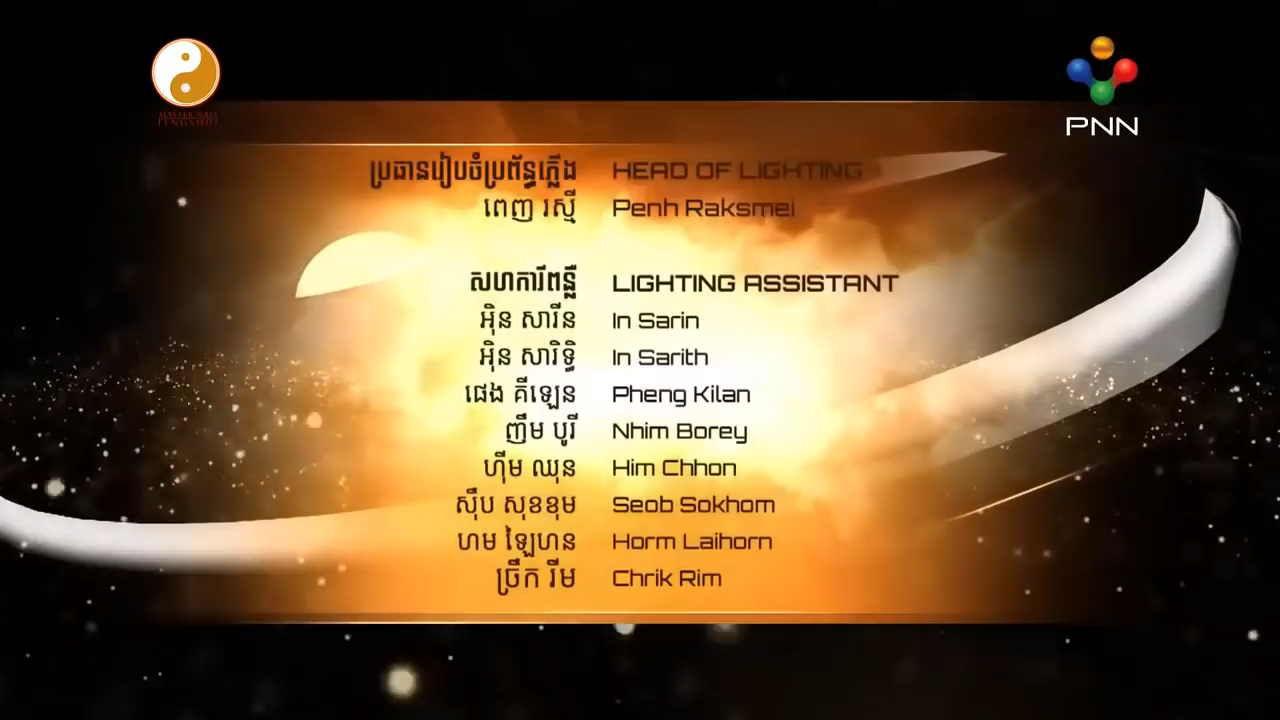 MASTER NAIL
FENGSHUI
PNN
ប្រធានរៀបចំប្រព័ន្ធភ្លើង HEAD OF LIGHTING
ពេញ រស្មី Penh Raksmei
សហការីពន្លឺ LIGHTING ASSISTANT
អ៊ិន សារីន In Sarin
អ៊ិន សារិទ្ធិ In Sarith
ផេង គីឡេន Pheng Kilan
ញឹម បូរី Nhim Borey
ហ៊ីម ឈុន Him Chhon
ស៊ឹប សុខខុម Seob Sokhom
ហម ឡៃហន Horm Laihorn
ច្រឹក រីម Chrik Rim